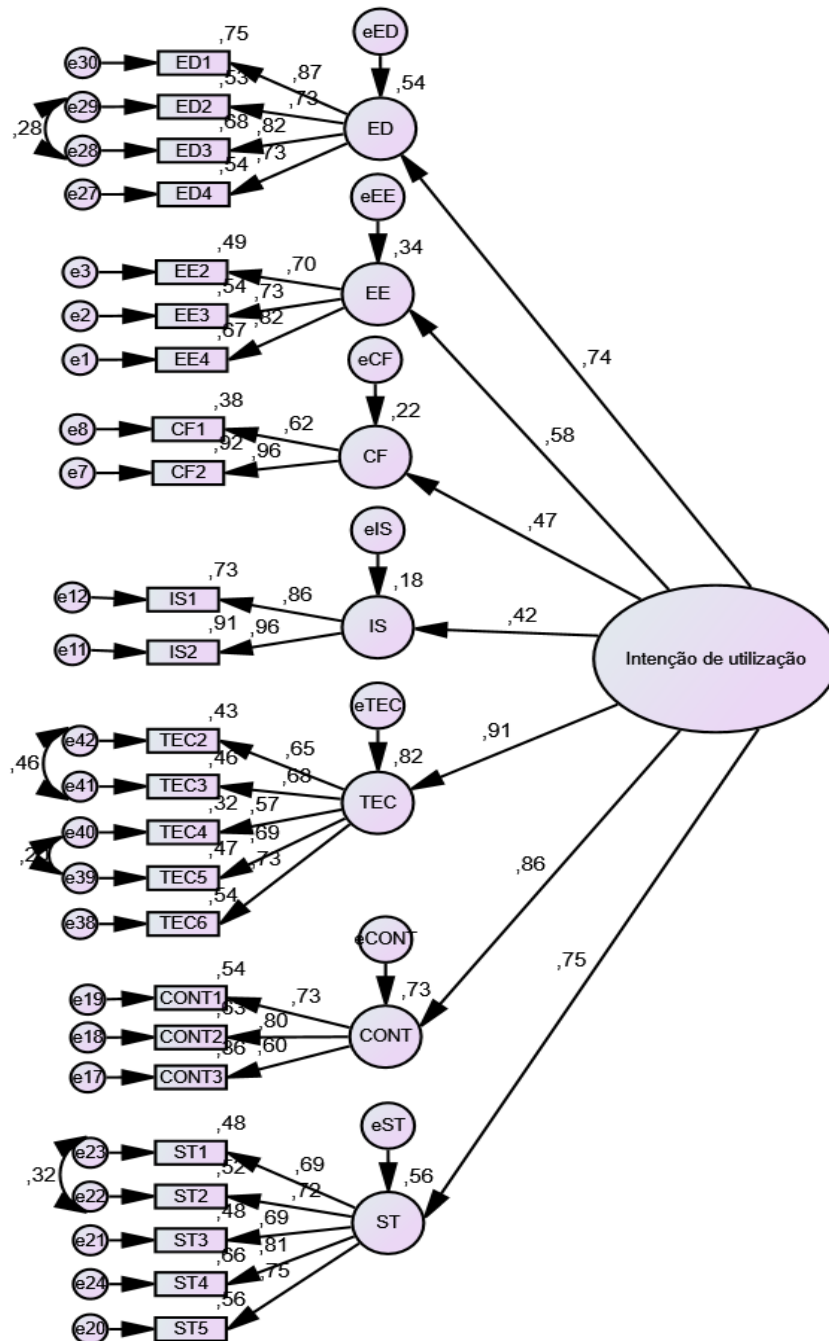 eED
,75
e30
ED1
,87
,54
,53
e29
ED2
,73
ED
,28
,68
,82
e28
ED3
,73
,54
e27
ED4
eEE
,49
,34
e3
EE2
,70
EE
,54
,73
e2
EE3
,82
,67
e1
EE4
,74
eCF
,38
,22
e8
CF1
,62
,58
CF
,92
,96
e7
CF2
,47
eIS
,73
,18
e12
IS1
,86
,42
IS
,91
,96
e11
IS2
Intenção de utilização
eTEC
,43
,91
e42
TEC2
,65
,82
,46
,46
e41
TEC3
,68
TEC
,32
,57
e40
TEC4
,69
,47
e39
TEC5
,73
,54
e38
TEC6
,86
eCONT
,75
,54
,73
e19
CONT1
,73
,63
e18
CONT2
,80
CONT
,36
,60
e17
CONT3
eST
,48
e23
ST1
,69
,56
,32
,52
e22
ST2
,72
ST
,48
,69
e21
ST3
,81
,66
e24
ST4
,75
,56
e20
ST5